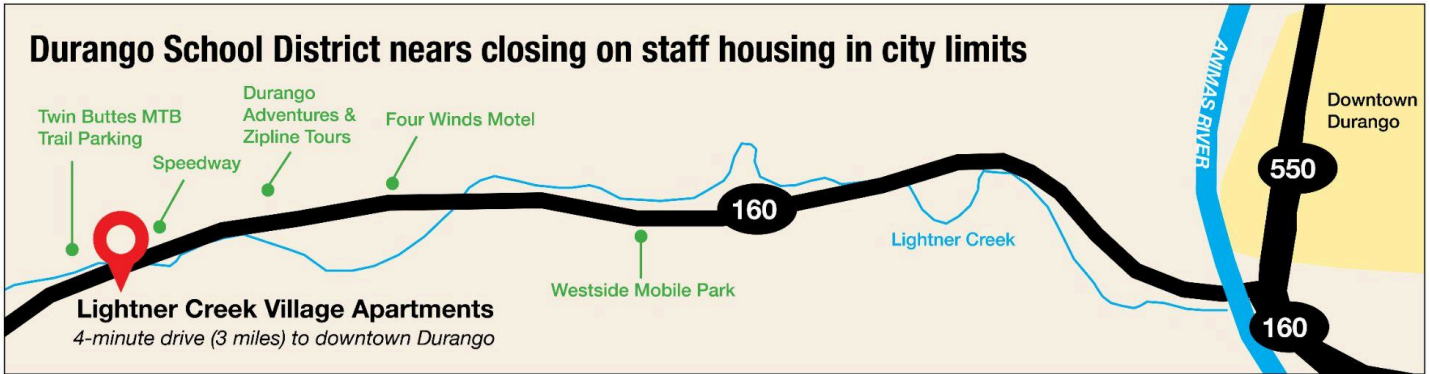 Durango School District nears closing on staff housing in city limits
Twin Buttes MTB
Trail Parking
Speedway
Durango
Adventures &
Zipline Tours
Four Winds Motel
Westside Mobile Park
160
Lightner Creek
ANIMAS RIVER
Downtown
Durango
550
160
Lightner Creek Village Apartments
4-minute drive (3 miles) to downtown Durango